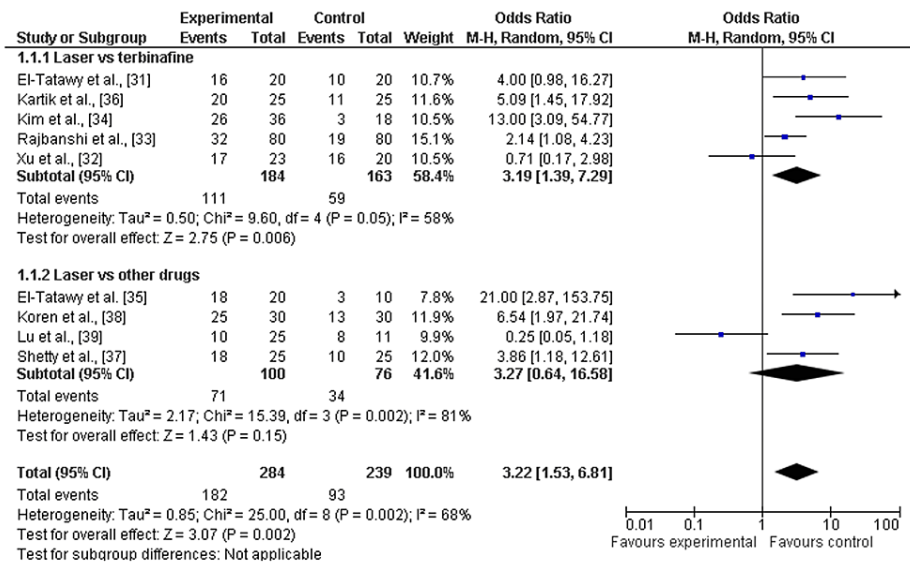 Experimental Control Odds Ratio Odds Ratio
Study or Subgroup Events Total Events Total Weight M-H, Random, 95% CI M-H, Random, 95% CI
1.1.1 Laser vs terbinafine
El-Tatawy et al., [31] 16 20 10 20 10.7% 4.00 [0.98, 16.27]
Kartik et al., [36] 20 25 11 25 11.6% 5.09 [1.45, 17.92]
Kim et al., [34] 26 36 3 18 10.5% 13.00 [3.09, 54.77]
Rajbanshi et al., [33] 32 80 19 80 15.1% 2.14 [1.08, 4.23]
Xu et al., [32] 17 23 16 20 10.5% 0.71 [0.17, 2.98]
Subtotal (95% CI) 184 163 58.4% 3.19 [1.39, 7.29]
Total events 111 59
Heterogeneity: Tau² = 0.50; Chi² = 9.60, df = 4 (P = 0.05); I² = 58%
Test for overall effect: Z = 2.75 (P = 0.006)
1.1.2 Laser vs other drugs
El-Tatawy et al. [35] 18 20 3 10 7.8% 21.00 [2.87, 153.75]
Koren et al., [38] 25 30 13 30 11.9% 6.54 [1.97, 21.74]
Lu et al., [39] 10 25 8 11 9.9% 0.25 [0.05, 1.18]
Shetty et al., [37] 18 25 10 25 12.0% 3.86 [1.18, 12.61]
Subtotal (95% CI) 100 76 41.6% 3.27 [0.64, 16.58]
Total events 71 34
Heterogeneity: Tau² = 2.17; Chi² = 15.39, df = 3 (P = 0.002); I² = 81%
Test for overall effect: Z = 1.43 (P = 0.15)
Total (95% CI) 284 239 100.0% 3.22 [1.53, 6.81]
Total events 182 93
Heterogeneity: Tau² = 0.85; Chi² = 25.00, df = 8 (P = 0.002); I² = 68%
Test for overall effect: Z = 3.07 (P = 0.002)
Test for subgroup differences: Not applicable
0.01 0.1 1 10 100
Favours experimental Favours control